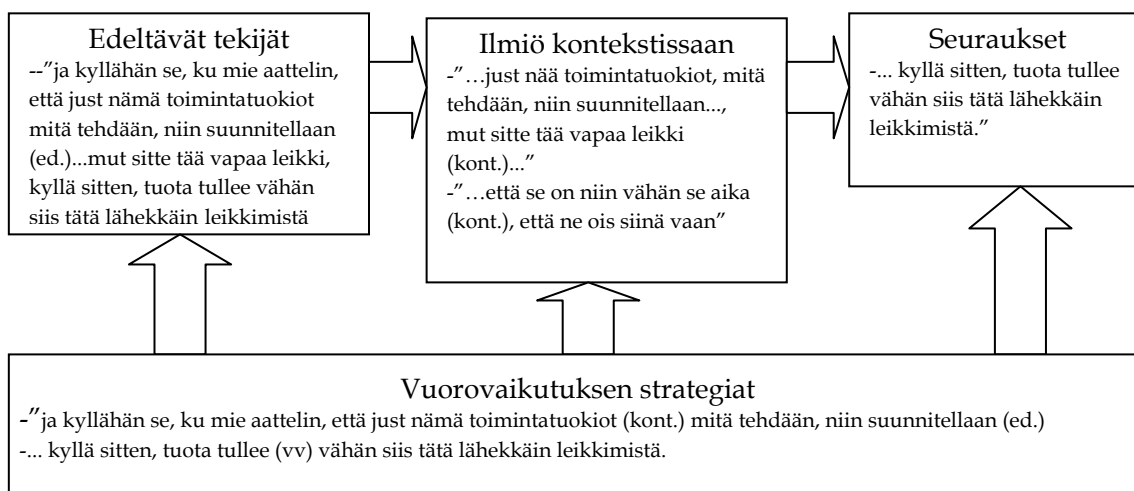 Edeltävät tekijät
--”ja kyllähän se, ku mie aattelin,
että just nämä toimintatuokiot
mitä tehdään, niin suunnitellaan
(ed.)...mut sitte tää vapaa leikki,
kyllä sitten, tuota tullee vähän
siis tätä lähekkäin leikkimistä
Ilmiö kontekstissaan
-”…just nää toimintatuokiot, mitä
tehdään, niin suunnitellaan...,
mut sitte tää vapaa leikki
(kont.)...”
-”…että se on niin vähän se aika
(kont.), että ne ois siinä vaan”
Seuraukset
-... kyllä sitten, tuota tullee
vähän siis tätä lähekkäin
leikkimistä.”
Vuorovaikutuksen strategiat
-”ja kyllähän se, ku mie aattelin, että just nämä toimintatuokiot (kont.) mitä tehdään, niin suunnitellaan (ed.)
-... kyllä sitten, tuota tullee (vv) vähän siis tätä lähekkäin leikkimistä.